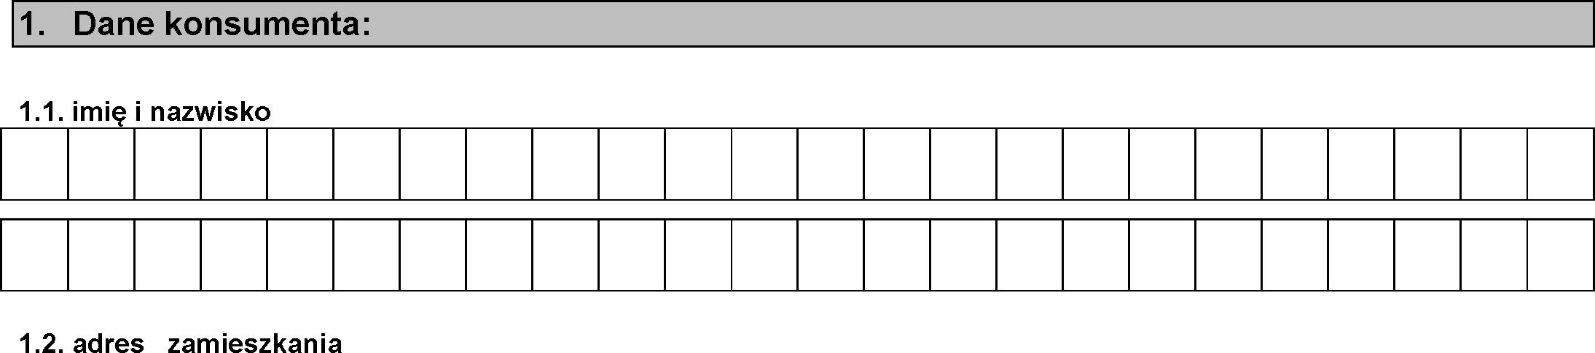 1. Dane konsumenta:
1.1. imię i nazwisko
1.2. adres zamieszkania